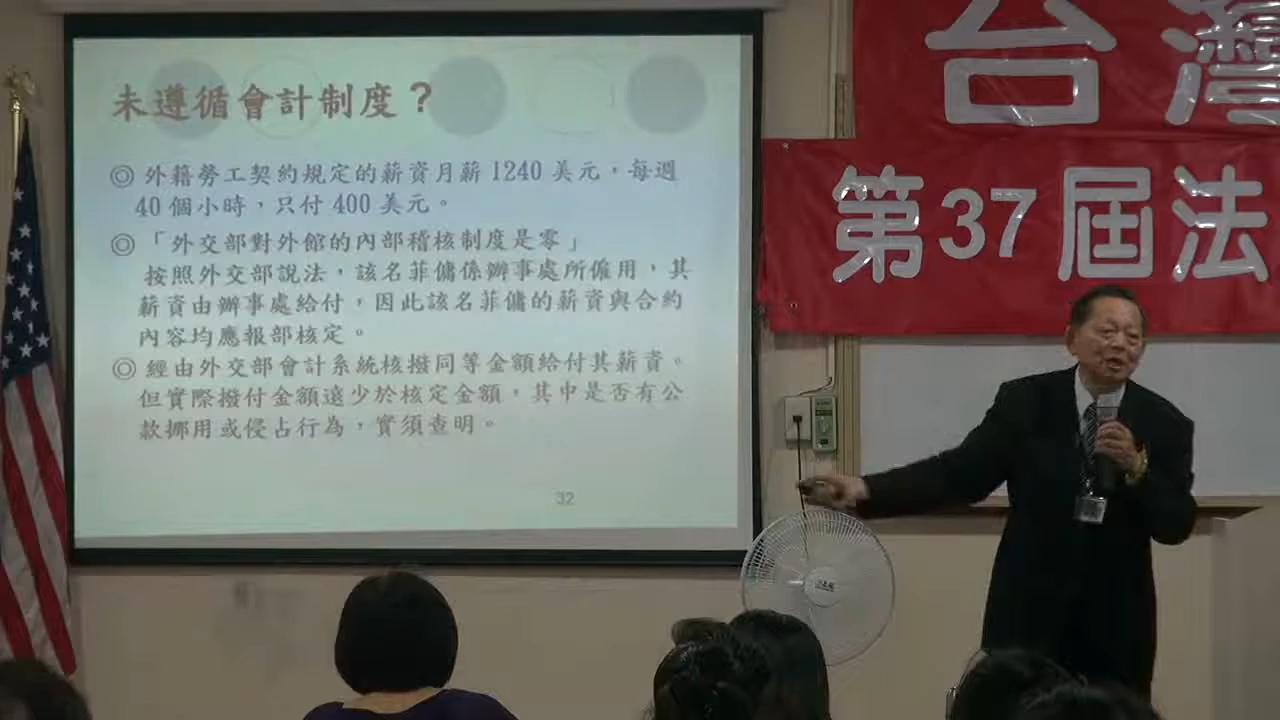 未遵循會計制度？
◎ 外籍勞工契約規定的薪資月薪 1240 美元，每週
40 個小時，只付 400 美元。
◎ 「外交部對外館的內部稽核制度是零」
按照外交部說法，該名菲傭係辦事處所僱用，其
薪資由辦事處給付，因此該名菲傭的薪資與合約
內容均應報部核定。
◎ 經由外交部會計系統核撥同等金額給付其薪資。
但實際撥付金額遠少於核定金額，其中是否有公
款挪用或侵占行為，實須查明。
32
台灣
第37屆法